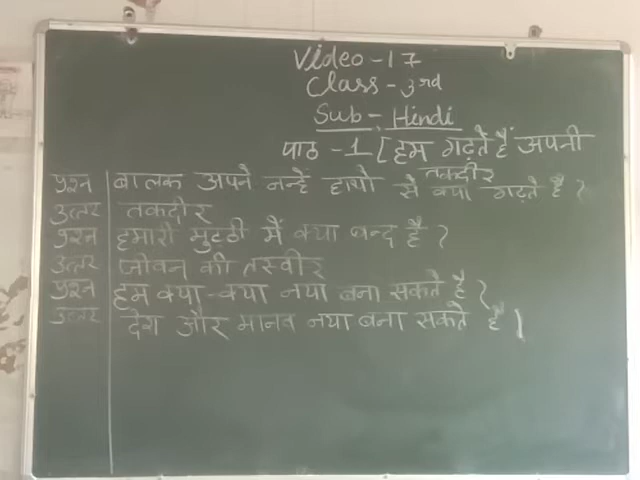 Video - 17
Class - 3rd
Sub - Hindi
पाठ - 1 [ हम गढ़ते हैं अपनी
तकदीर
प्रश्न बालक अपने नन्हें हाथो से क्या गढ़ते है ?
उत्तर तकदीर
प्रश्न हमारी मुट्ठी मैं क्या बन्द है ?
उत्तर जीवन की तस्वीर
प्रश्न हम क्या-क्या नया बना सकते है ?
उत्तर देश और मानव नया बना सकते है ।